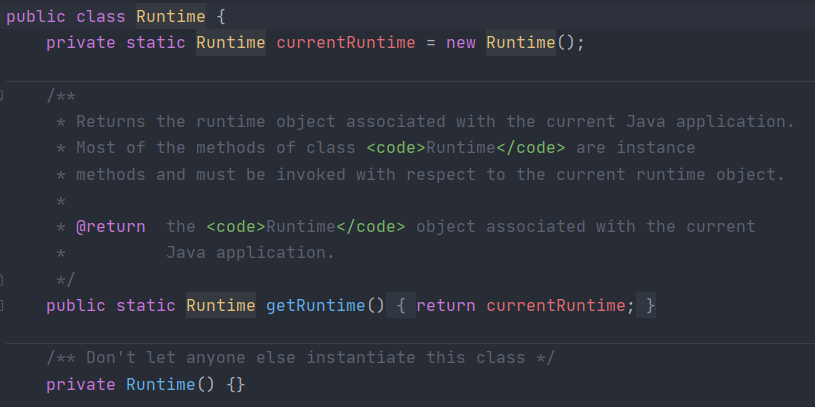 public class Runtime {
    private static Runtime currentRuntime = new Runtime();
    /**
     * Returns the runtime object associated with the current Java application.
     * Most of the methods of class <code>Runtime</code> are instance
     * methods and must be invoked with respect to the current runtime object.
     *
     * @return  the <code>Runtime</code> object associated with the current
     *          Java application.
     */
    public static Runtime getRuntime() { return currentRuntime; }
    /** Don't let anyone else instantiate this class */
    private Runtime() {}